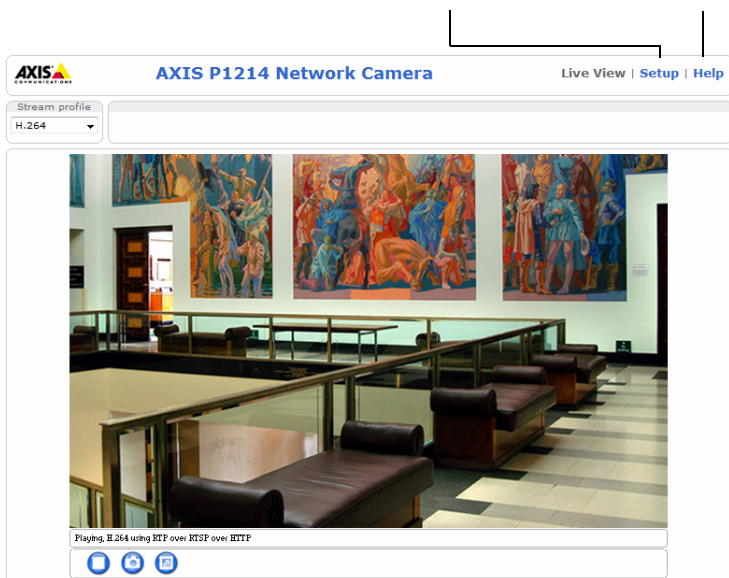 AXIS
COMMUNICATIONS
AXIS P1214 Network Camera
Live View | Setup | Help
Stream profile
H.264
Playing, H.264 using RTP over RTSP over HTTP